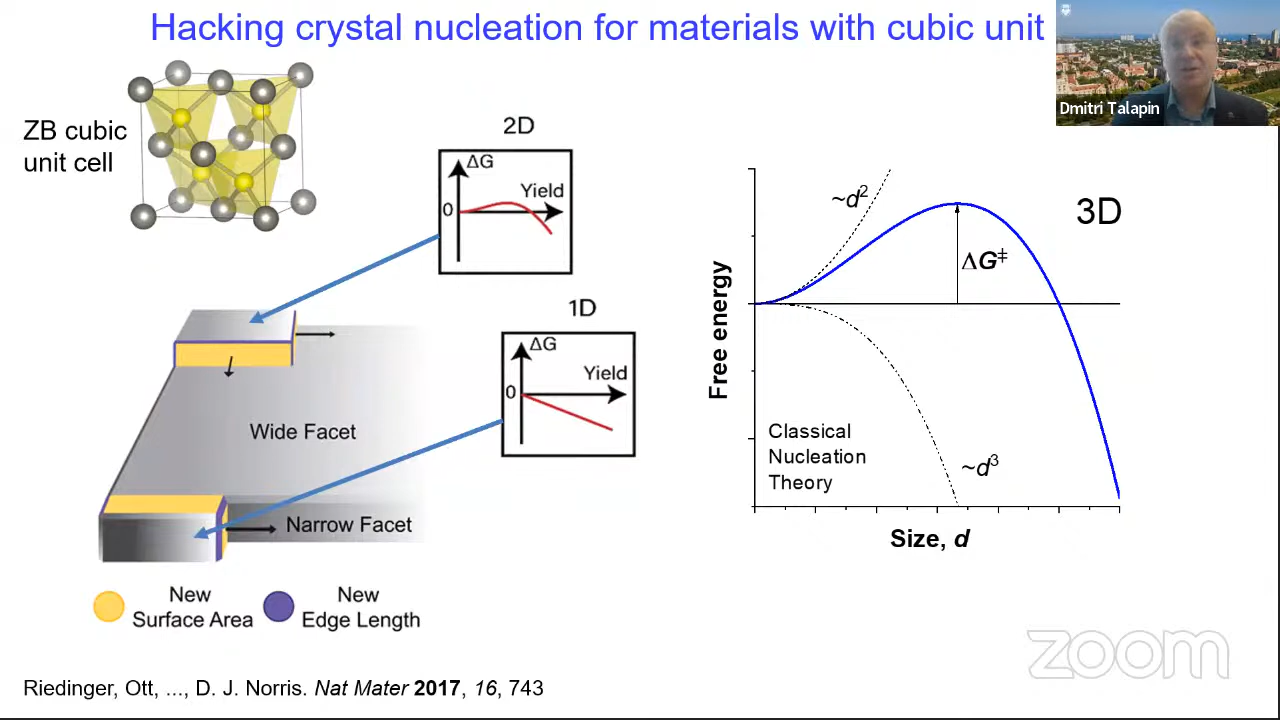 Hacking crystal nucleation for materials with cubic unit
Dmitri Talapin
ZB cubic
unit cell
2D
ΔG
Yield
0
1D
ΔG
Yield
0
Wide Facet
Narrow Facet
New
Surface Area
New
Edge Length
~d²
3D
ΔG‡
Free energy
Classical
Nucleation
Theory
~d³
Size, d
zoom
Riedinger, Ott, ..., D. J. Norris. Nat Mater 2017, 16, 743